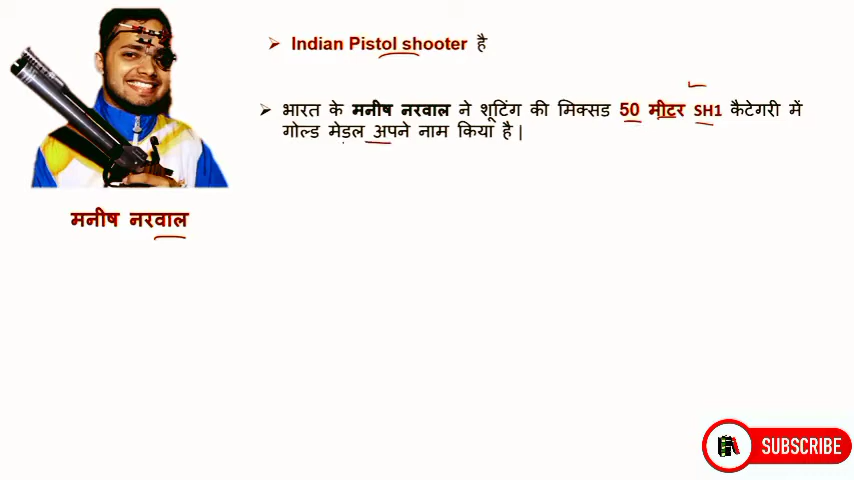 ➢ Indian Pistol shooter है
➢ भारत के मनीष नरवाल ने शूटिंग की मिक्सड 50 मीटर SH1 कैटेगरी में
गोल्ड मेडल अपने नाम किया है |
मनीष नरवाल
SUBSCRIBE